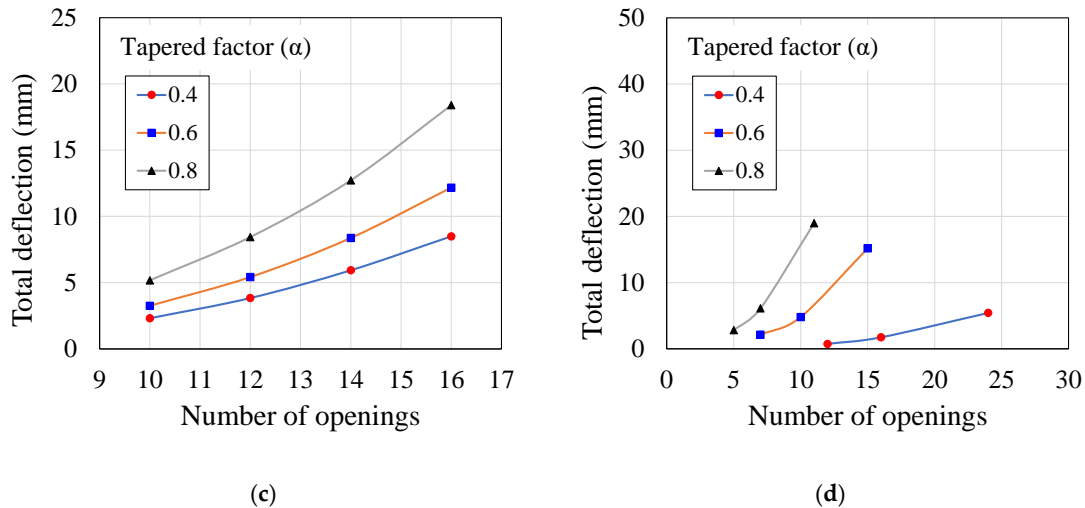 Total deflection (mm)
25
20
15
10
5
0
Tapered factor (α)
0.4
0.6
0.8
9 10 11 12 13 14 15 16 17
Number of openings
(c)
Total deflection (mm)
50
40
30
20
10
0
Tapered factor (α)
0.4
0.6
0.8
0 5 10 15 20 25 30
Number of openings
(d)